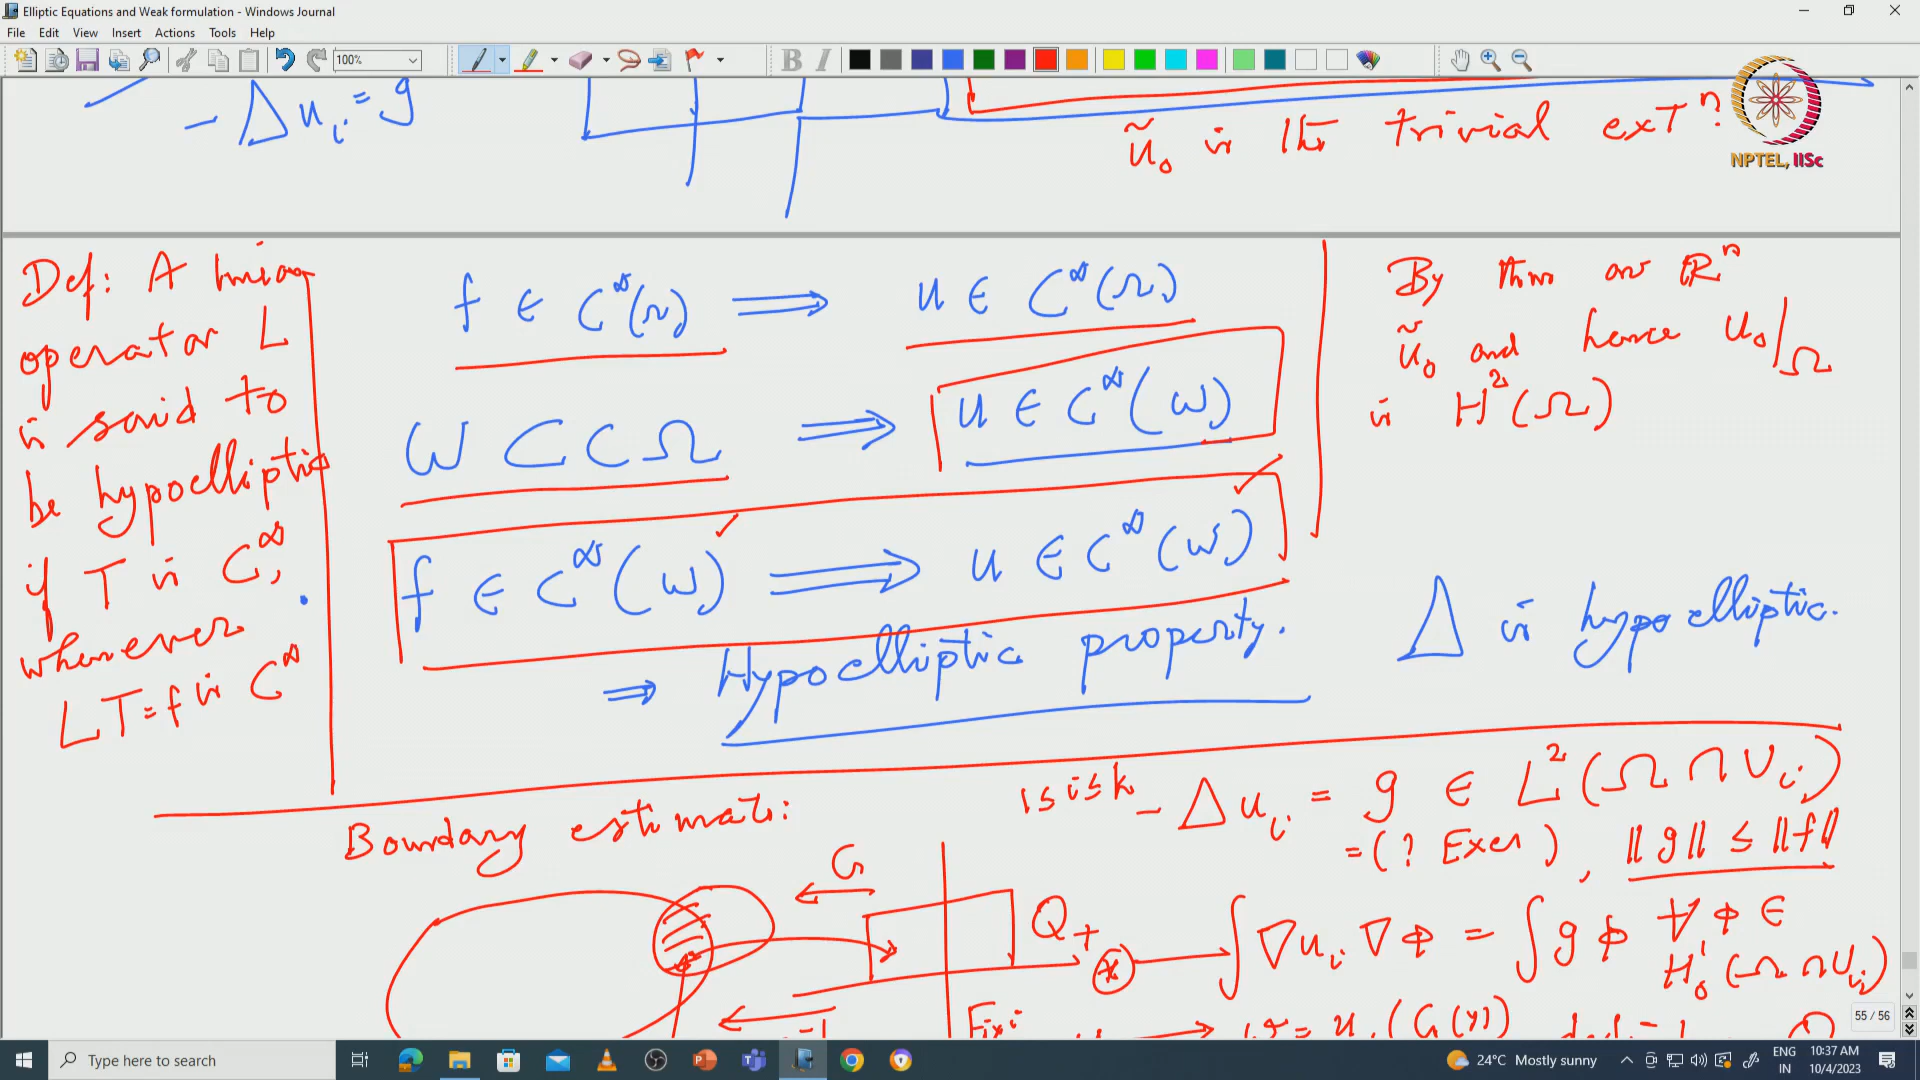 Elliptic Equations and Weak formulation - Windows Journal
File Edit View Insert Actions Tools Help
100%
B I
- Δu_i = g
ũ_0 is the trivial ext^n
NPTEL, IISc
Def: A linear
operator L
is said to
be hypoelliptic
if T is C^∞,
whenever
LT = f is C^∞
f ∈ C^∞(Ω) ⟹ u ∈ C^∞(Ω)
ω ⊂⊂ Ω ⟹ u ∈ C^∞(ω)
f ∈ C^∞(ω) ⟹ u ∈ C^∞(ω)
⇒ Hypoelliptic property.
By thm on ℝ^n
ũ_0 and hence u_0|_Ω
is H^2(Ω)
Δ is hypoelliptic.
Boundary estimate:
1≤i≤k - Δu_i = g ∈ L^2(Ω ∩ U_i)
= (? Exer), ‖g‖ ≤ ‖f‖
G
Q_+
(*) → ∫∇u_i ∇φ = ∫gφ ∀ φ ∈
H_0^1(Ω ∩ U_i)
-1
Fix i
(G(y))
55 / 56
Type here to search
24°C Mostly sunny
ENG
IN
10:37 AM
10/4/2023